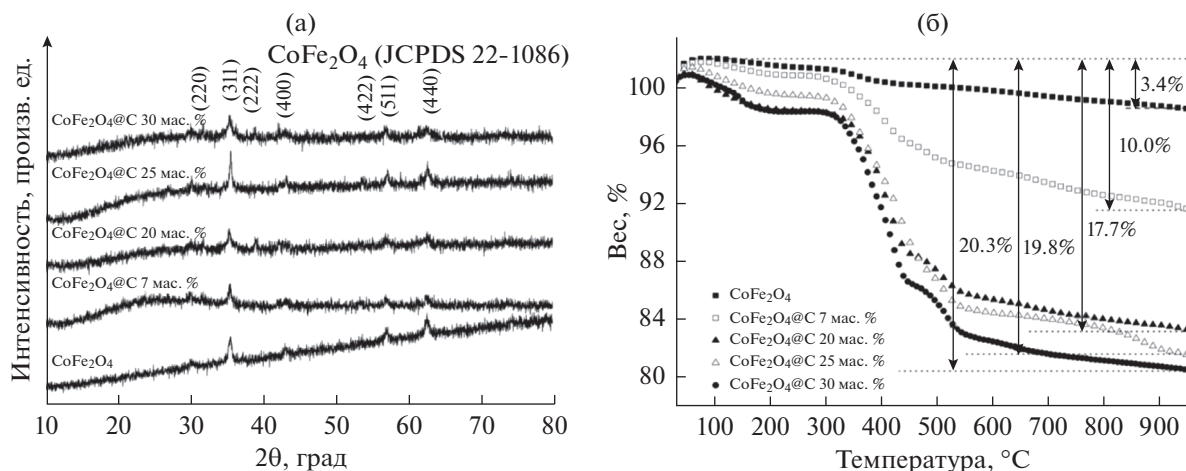 (а)
Интенсивность, произв. ед.
CoFe2O4 (JCPDS 22-1086)
(220)
(311)
(222)
(400)
(422)
(511)
(440)
CoFe2O4@C 30 мас. %
CoFe2O4@C 25 мас. %
CoFe2O4@C 20 мас. %
CoFe2O4@C 7 мас. %
CoFe2O4
10 20 30 40 50 60 70 80
2θ, град
(б)
Вес, %
100
96
92
88
84
80
3.4%
10.0%
17.7%
19.8%
20.3%
CoFe2O4
CoFe2O4@C 7 мас. %
CoFe2O4@C 20 мас. %
CoFe2O4@C 25 мас. %
CoFe2O4@C 30 мас. %
100 200 300 400 500 600 700 800 900
Температура, °C